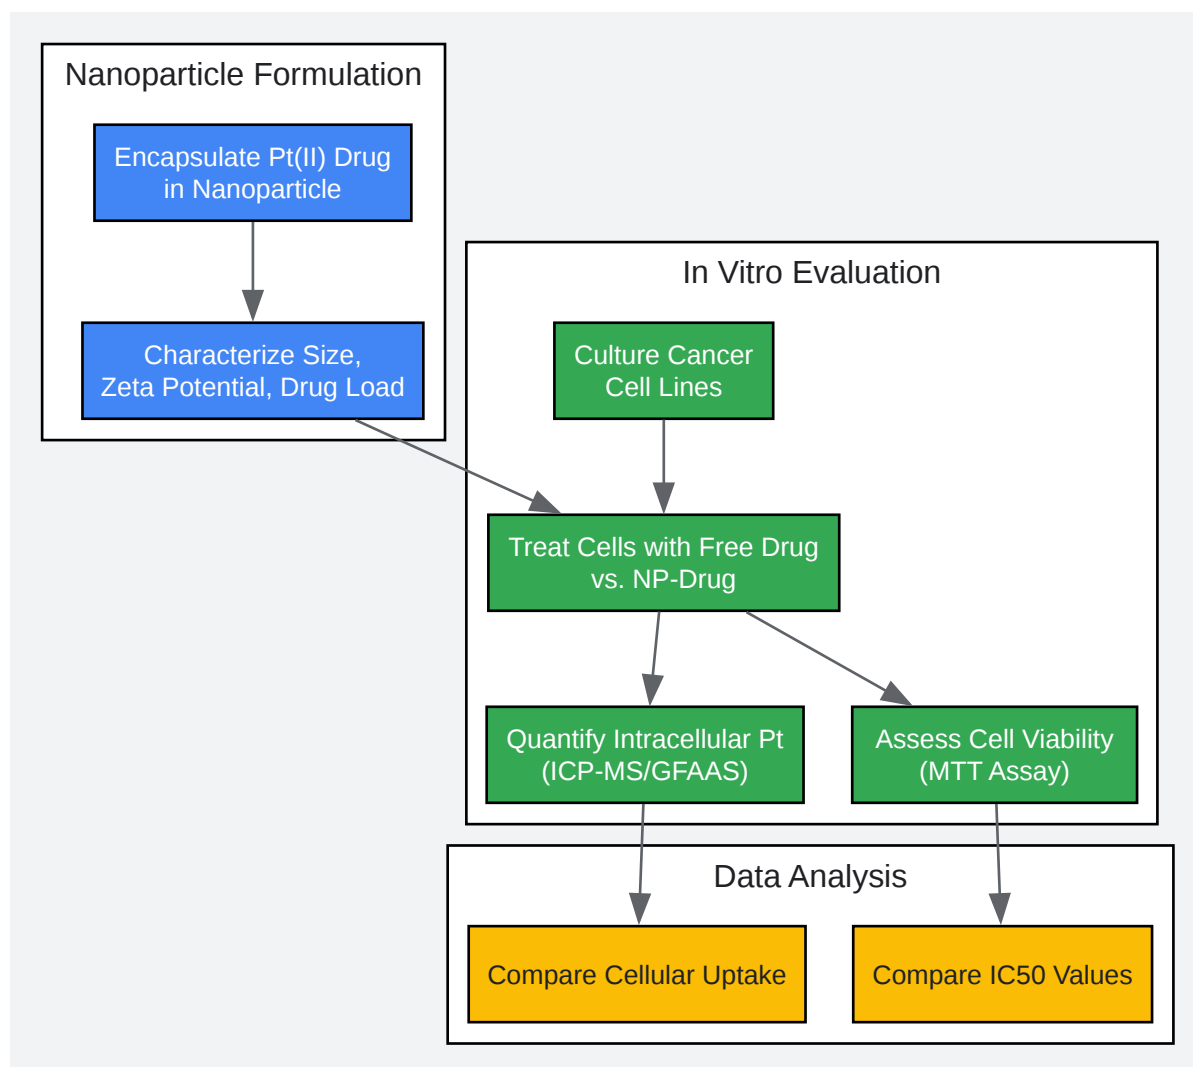 Nanoparticle Formulation
Encapsulate Pt(II) Drug
in Nanoparticle
Characterize Size,
Zeta Potential, Drug Load
In Vitro Evaluation
Culture Cancer
Cell Lines
Treat Cells with Free Drug
vs. NP-Drug
Quantify Intracellular Pt
(ICP-MS/GFAAS)
Assess Cell Viability
(MTT Assay)
Data Analysis
Compare Cellular Uptake
Compare IC50 Values